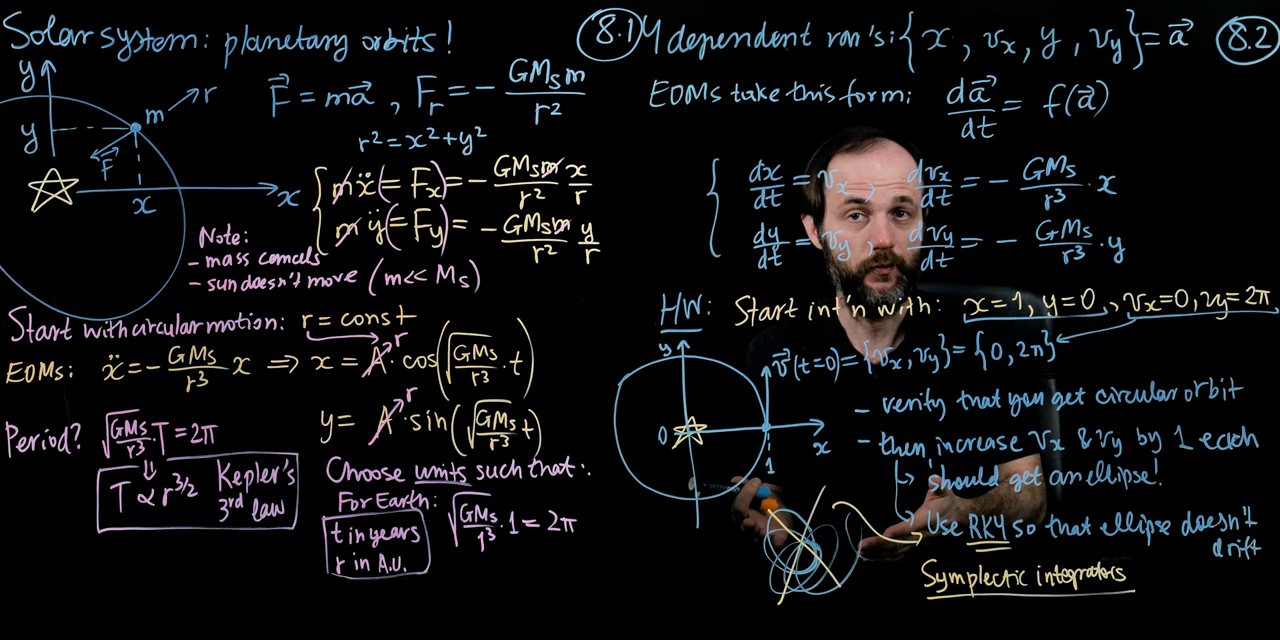 Solar system: planetary orbits!
8.1
y
m
r
F⃗ = ma⃗ , F_r = - GM_S m / r²
r² = x² + y²
y
F⃗
x
x
{ m ẍ (= F_x) = - GM_S m / r² x / r
m ÿ (= F_y) = - GM_S m / r² y / r
Note:
- mass cancels
- sun doesn't move (m << M_S)
Start with circular motion: r = const
EOMs: ẍ = - GM_S / r³ x ⇒ x = A r · cos(√(GM_S / r³) · t)
y = A r · sin(√(GM_S / r³) t)
Period? √(GM_S / r³) · T = 2π
⇓
T ∝ r^3/2 Kepler's 3rd law
Choose units such that:
For Earth: √(GM_S / 1³) · 1 = 2π
t in years
r in A.U.
4 dependent var's: { x , v_x , y , v_y } = a⃗
8.2
EOMs take this form: da⃗ / dt = f(a⃗)
{ dx / dt = v_x , dv_x / dt = - GM_S / r³ · x
dy / dt = v_y , dv_y / dt = - GM_S / r³ · y
HW: Start int'n with: x=1, y=0, v_x=0, v_y=2π
y
v⃗(t=0) = {v_x, v_y} = {0, 2π}
0
1
x
- verify that you get circular orbit
- then increase v_x & v_y by 1 each
↳ should get an ellipse!
↳ Use RK4 so that ellipse doesn't drift
Symplectic integrators